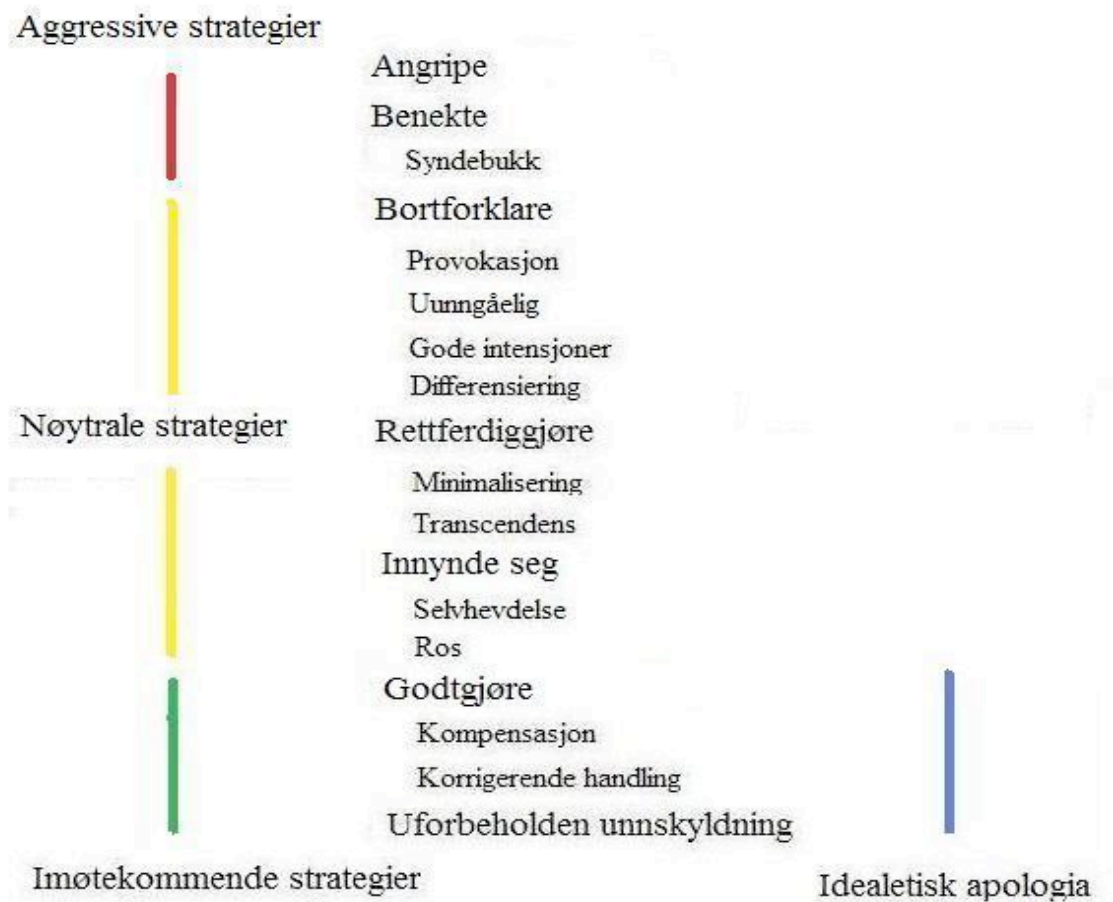 Aggressive strategier
Angripe
Benekte
Syndebukk
Bortforklare
Provokasjon
Uunngåelig
Gode intensjoner
Differensiering
Nøytrale strategier
Rettferdiggjøre
Minimalisering
Transcendens
Innynde seg
Selvhevdelse
Ros
Godtgjøre
Kompensasjon
Korrigerende handling
Uforbeholden unnskyldning
Imøtekommende strategier
Idealetisk apologia